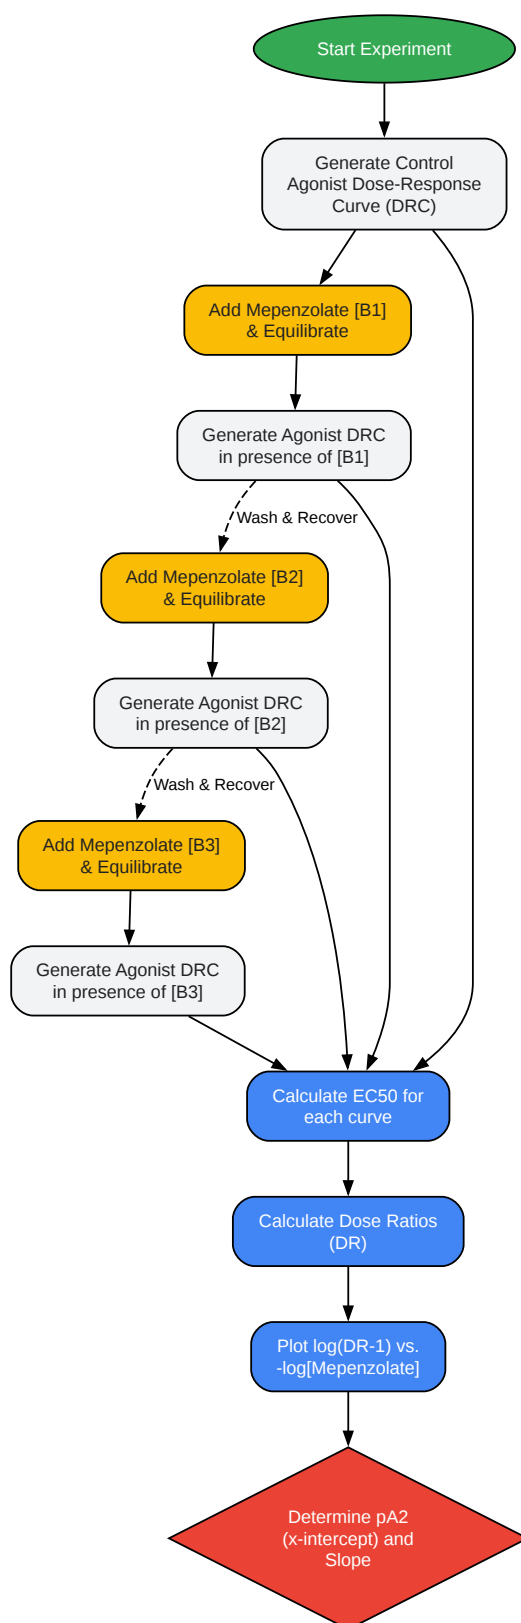 Start Experiment
Generate Control
Agonist Dose-Response
Curve (DRC)
Add Mepenzolate [B1]
& Equilibrate
Generate Agonist DRC
in presence of [B1]
Wash & Recover
Add Mepenzolate [B2]
& Equilibrate
Generate Agonist DRC
in presence of [B2]
Wash & Recover
Add Mepenzolate [B3]
& Equilibrate
Generate Agonist DRC
in presence of [B3]
Calculate EC50 for
each curve
Calculate Dose Ratios
(DR)
Plot log(DR-1) vs.
-log[Mepenzolate]
Determine pA2
(x-intercept) and
Slope